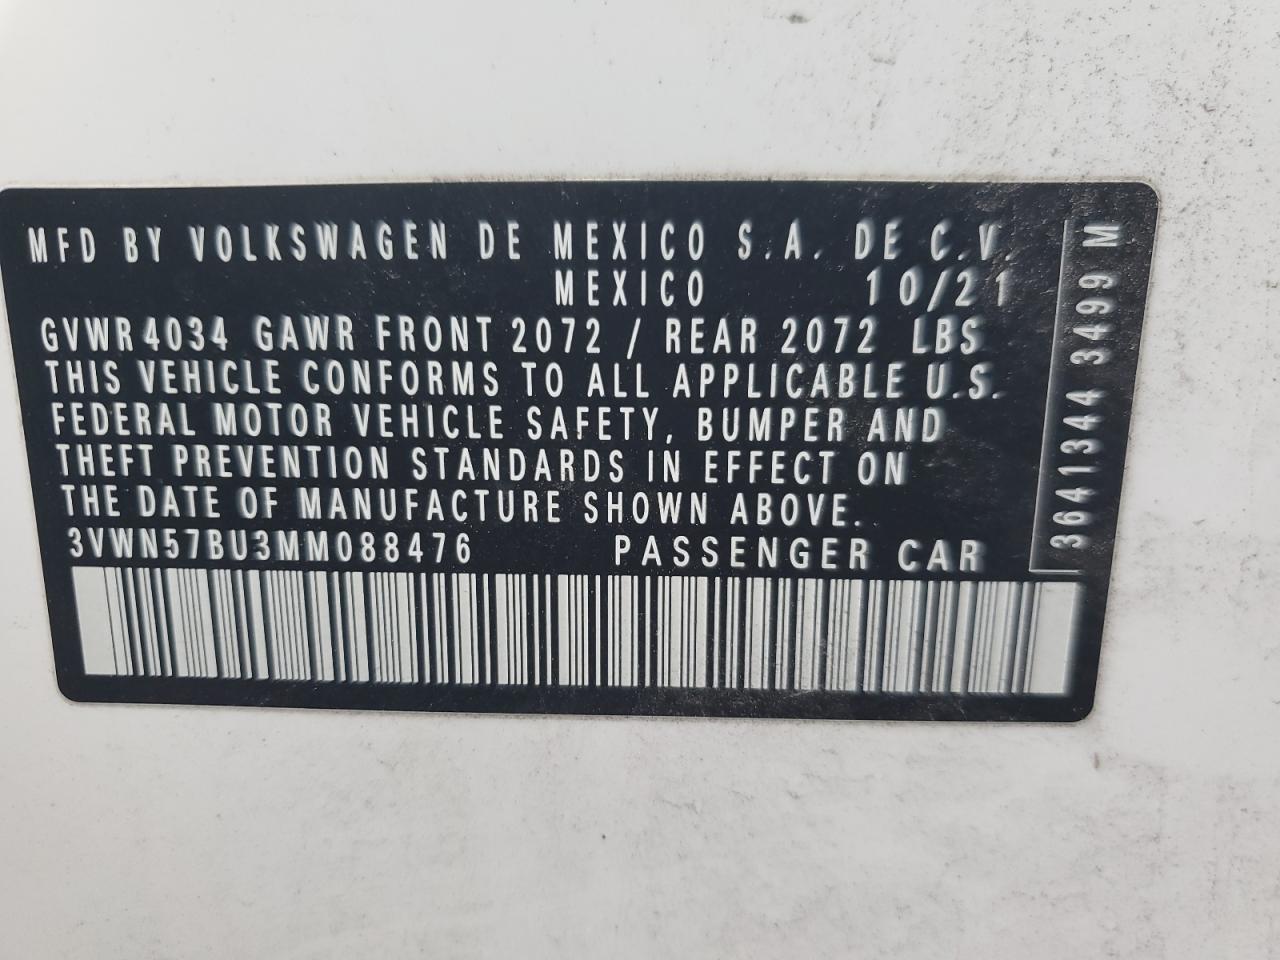 MFD BY VOLKSWAGEN DE MEXICO S.A. DE C.V.
MEXICO 10/21
GVWR 4034 GAWR FRONT 2072 / REAR 2072 LBS
THIS VEHICLE CONFORMS TO ALL APPLICABLE U.S.
FEDERAL MOTOR VEHICLE SAFETY, BUMPER AND
THEFT PREVENTION STANDARDS IN EFFECT ON
THE DATE OF MANUFACTURE SHOWN ABOVE.
3VWN57BU3MM088476 PASSENGER CAR
3641344 3499 M